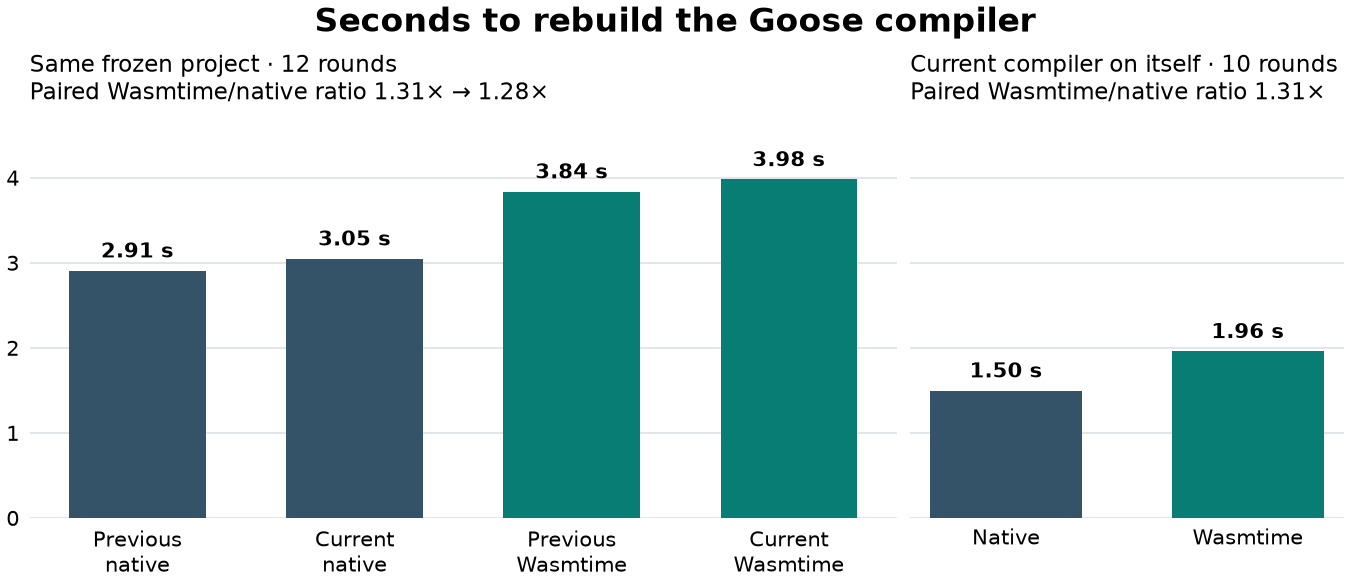 Seconds to rebuild the Goose compiler
Same frozen project · 12 rounds
Paired Wasmtime/native ratio 1.31× → 1.28×
Current compiler on itself · 10 rounds
Paired Wasmtime/native ratio 1.31×
4
3
2
1
0
2.91 s
3.05 s
3.84 s
3.98 s
1.50 s
1.96 s
Previous
native
Current
native
Previous
Wasmtime
Current
Wasmtime
Native
Wasmtime